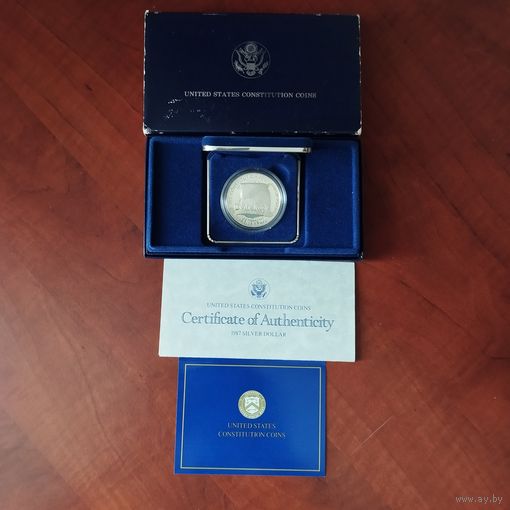 UNITED STATES CONSTITUTION COINS
UNITED STATES CONSTITUTION COINS
Certificate of Authenticity
1987 SILVER DOLLAR
UNITED STATES
CONSTITUTION COINS
www.ay.by